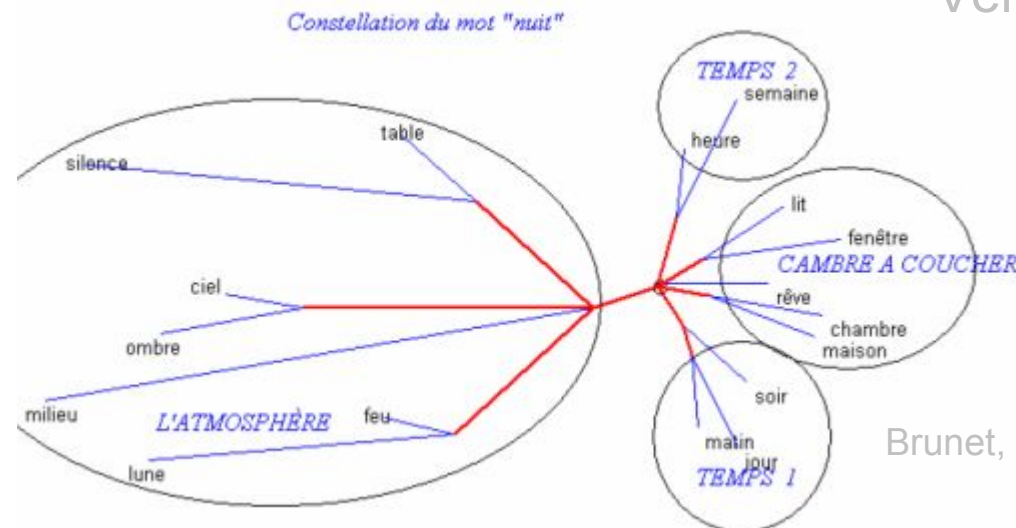 Constellation du mot "nuit"
TEMPS 2
semaine
heure
table
silence
lit
fenêtre
CAMBRE A COUCHER
ciel
rêve
ombre
chambre
maison
milieu
feu
L'ATMOSPHÈRE
soir
lune
matin
jour
TEMPS 1
Brunet,